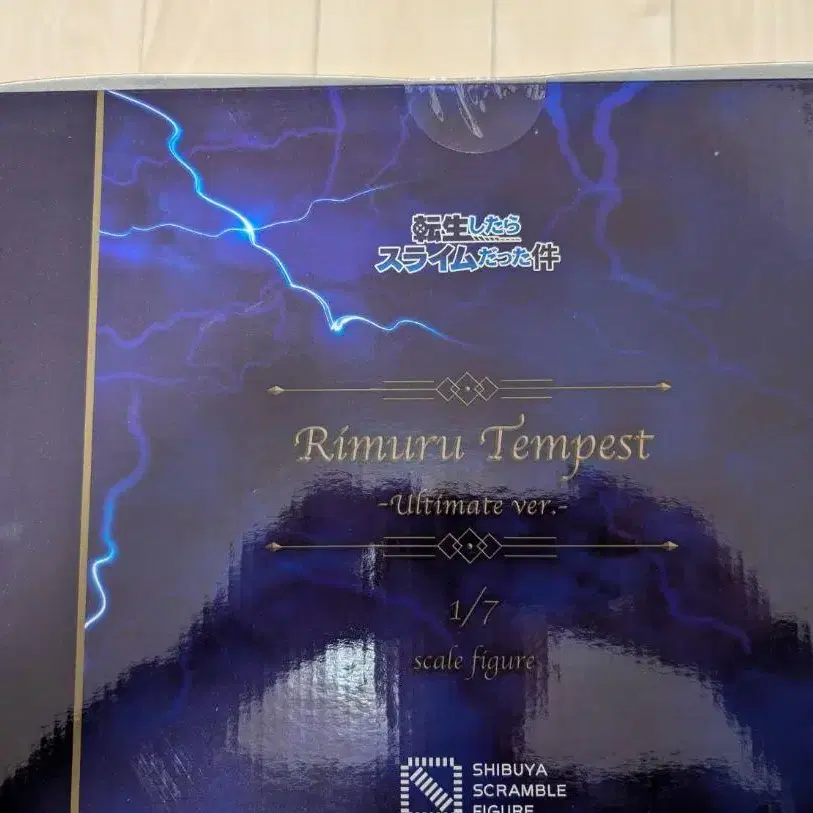 転生したら
スライムだった件
Rimuru Tempest
-Ultimate ver.-
1/7
scale figure
SHIBUYA
SCRAMBLE
FIGURE